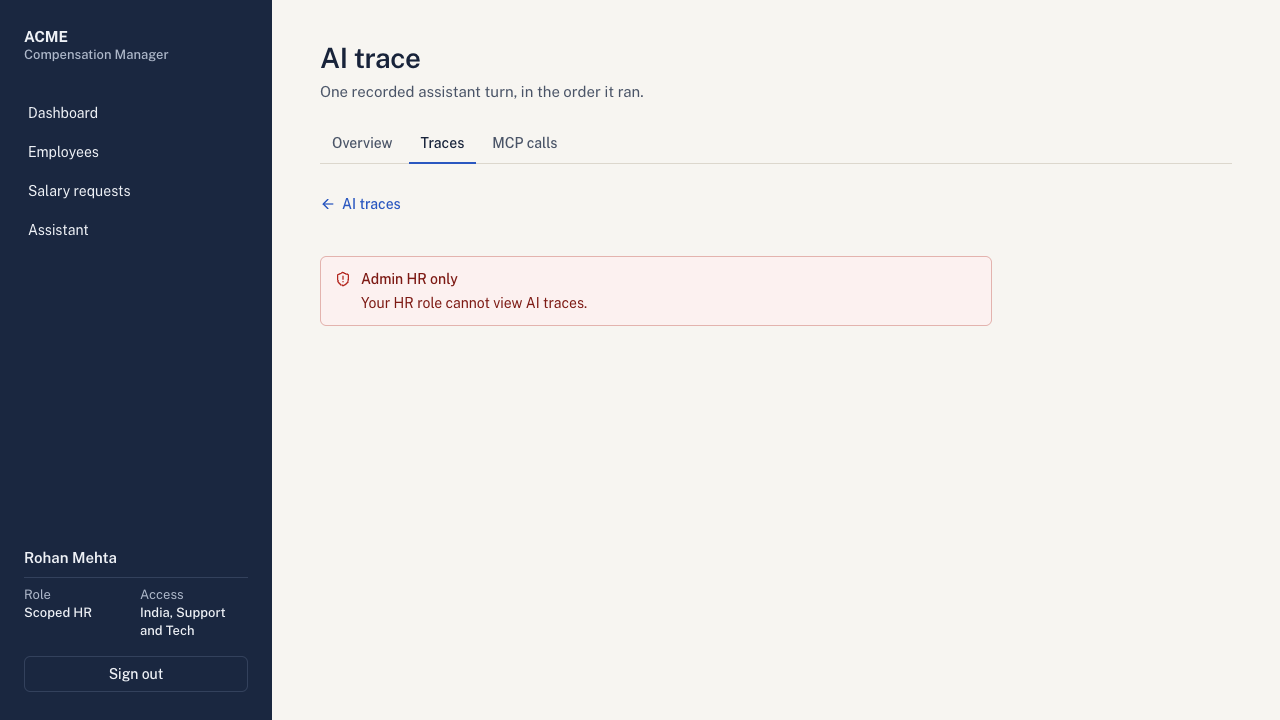 ACME
Compensation Manager
Dashboard
Employees
Salary requests
Assistant
Rohan Mehta
Role
Scoped HR
Access
India, Support
and Tech
Sign out
AI trace
One recorded assistant turn, in the order it ran.
Overview
Traces
MCP calls
AI traces
Admin HR only
Your HR role cannot view AI traces.